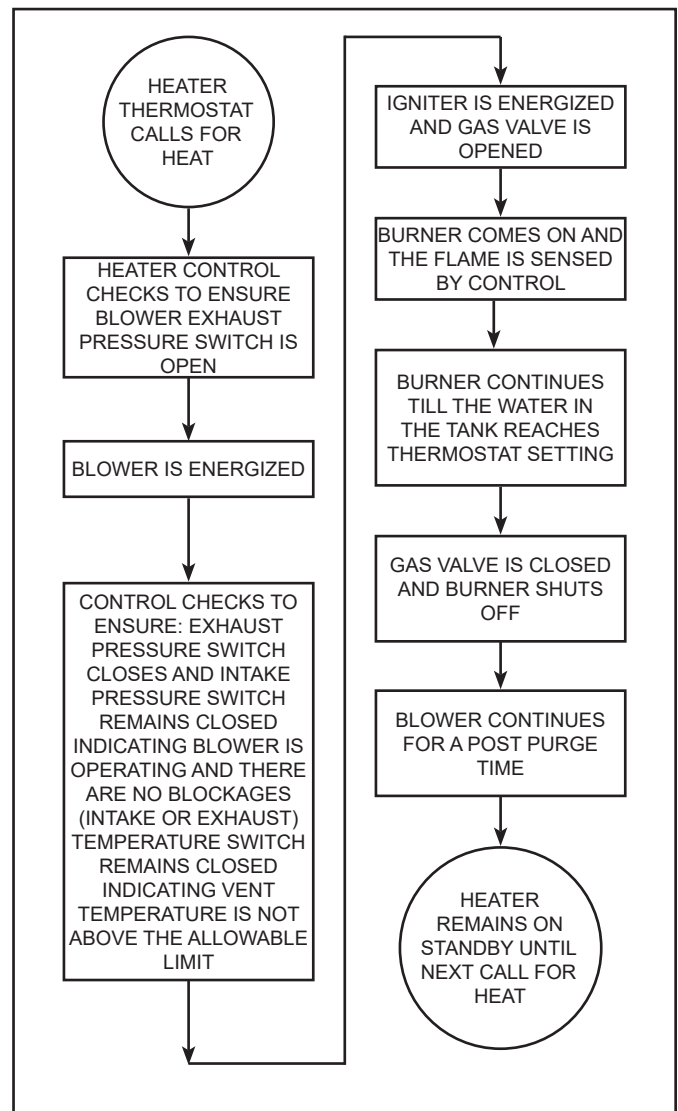 HEATER
THERMOSTAT
CALLS FOR
HEAT
HEATER CONTROL
CHECKS TO ENSURE
BLOWER EXHAUST
PRESSURE SWITCH IS
OPEN
BLOWER IS ENERGIZED
CONTROL CHECKS TO
ENSURE: EXHAUST
PRESSURE SWITCH
CLOSES AND INTAKE
PRESSURE SWITCH
REMAINS CLOSED
INDICATING BLOWER IS
OPERATING AND THERE
ARE NO BLOCKAGES
(INTAKE OR EXHAUST)
TEMPERATURE SWITCH
REMAINS CLOSED
INDICATING VENT
TEMPERATURE IS NOT
ABOVE THE ALLOWABLE
LIMIT
IGNITER IS ENERGIZED
AND GAS VALVE IS
OPENED
BURNER COMES ON AND
THE FLAME IS SENSED
BY CONTROL
BURNER CONTINUES
TILL THE WATER IN
THE TANK REACHES
THERMOSTAT SETTING
GAS VALVE IS CLOSED
AND BURNER SHUTS
OFF
BLOWER CONTINUES
FOR A POST PURGE
TIME
HEATER
REMAINS ON
STANDBY UNTIL
NEXT CALL FOR
HEAT